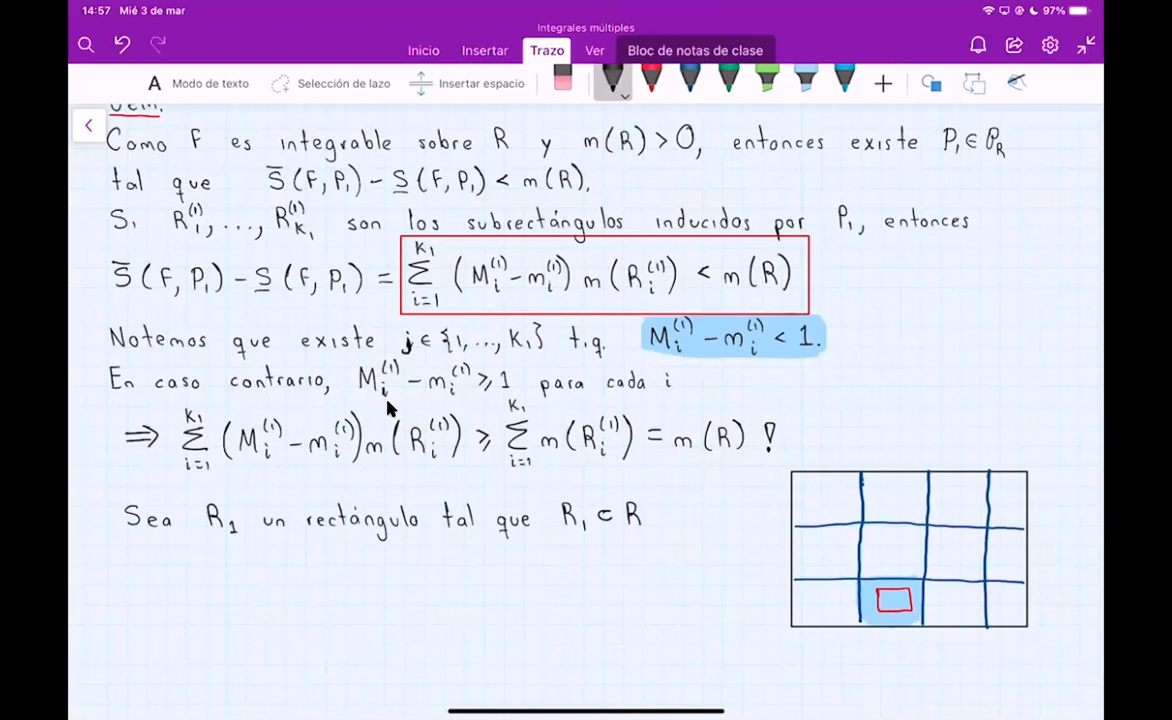 14:57 Mié 3 de mar
97%
Integrales múltiples
Inicio Insertar Trazo Ver Bloc de notas de clase
Modo de texto Selección de lazo Insertar espacio
Dem.
Como F es integrable sobre R y m(R) > 0, entonces existe P₁ ∈ 𝒫_R
tal que S̅(F, P₁) – S̲(F, P₁) < m(R).
Si R₁⁽¹⁾, ..., R_{K₁}⁽¹⁾ son los subrectángulos inducidos por P₁, entonces
S̅(F, P₁) – S̲(F, P₁) = ∑_{i=1}^{K₁} (M_i⁽¹⁾ – m_i⁽¹⁾) m(R_i⁽¹⁾) < m(R)
Notemos que existe j ∈ {1, ..., K₁} t.q. M_i⁽¹⁾ – m_i⁽¹⁾ < 1.
En caso contrario, M_i⁽¹⁾ – m_i⁽¹⁾ ⩾ 1 para cada i
⟹ ∑_{i=1}^{K₁} (M_i⁽¹⁾ – m_i⁽¹⁾) m(R_i⁽¹⁾) ⩾ ∑_{i=1}^{K₁} m(R_i⁽¹⁾) = m(R) !
Sea R₁ un rectángulo tal que R₁ ⊂ R